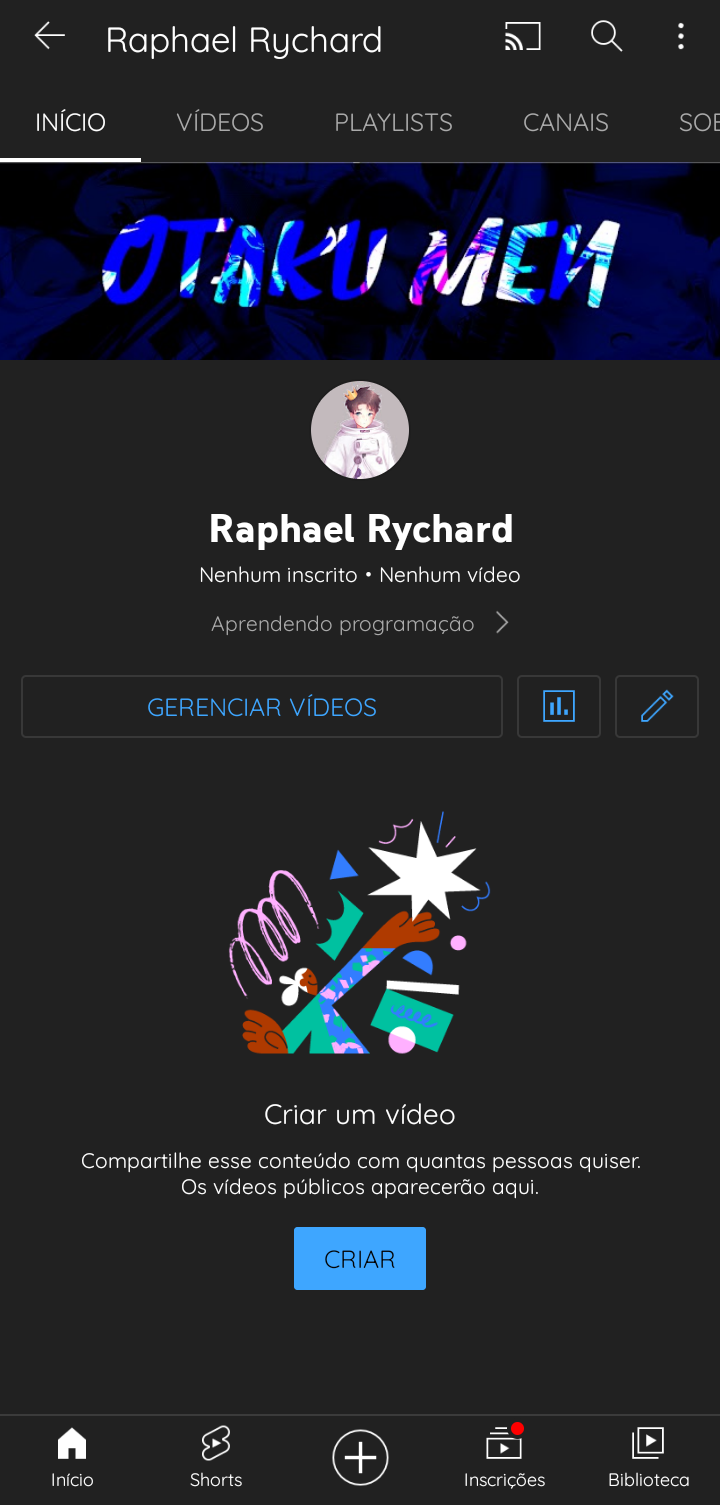 Raphael Rychard
INÍCIO VÍDEOS PLAYLISTS CANAIS SOB
OTAKU MEN
Raphael Rychard
Nenhum inscrito • Nenhum vídeo
Aprendendo programação
GERENCIAR VÍDEOS
Criar um vídeo
Compartilhe esse conteúdo com quantas pessoas quiser.
Os vídeos públicos aparecerão aqui.
CRIAR
Início Shorts Inscrições Biblioteca